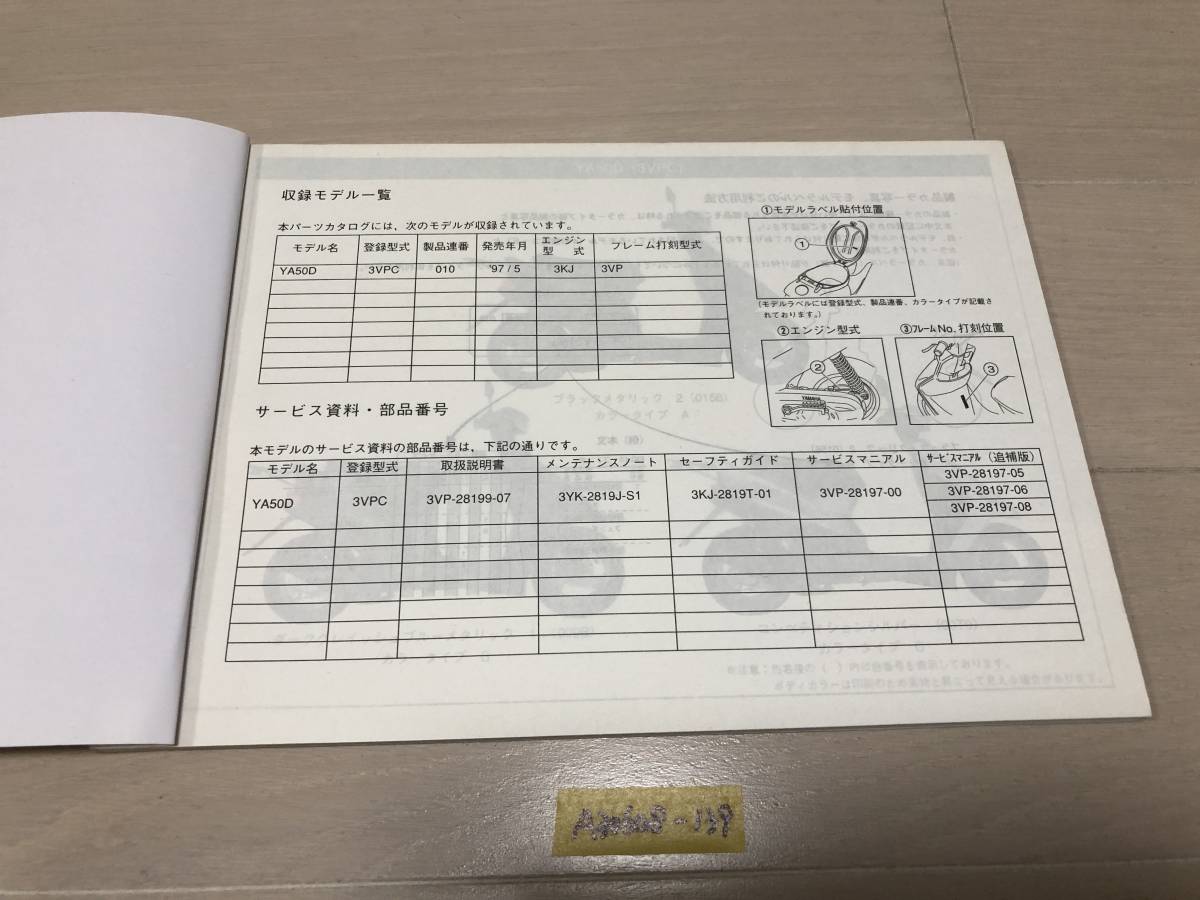 収録モデル一覧
本パーツカタログには、次のモデルが収録されています。
モデル名 登録型式 製品連番 発売年月 エンジン型式 フレーム打刻型式
YA50D 3VPC 010 '97/5 3KJ 3VP
①モデルラベル貼付位置
①
(モデルラベルには登録型式、製品連番、カラータイプが記載さ
れております。)
②エンジン型式
②
YAMAHA
③フレームNo.打刻位置
③
サービス資料・部品番号
本モデルのサービス資料の部品番号は、下記の通りです。
モデル名 登録型式 取扱説明書 メンテナンスノート セーフティガイド サービスマニアル サービスマニアル(追補版)
YA50D 3VPC 3VP-28199-07 3YK-2819J-S1 3KJ-2819T-01 3VP-28197-00 3VP-28197-05
3VP-28197-06
3VP-28197-08